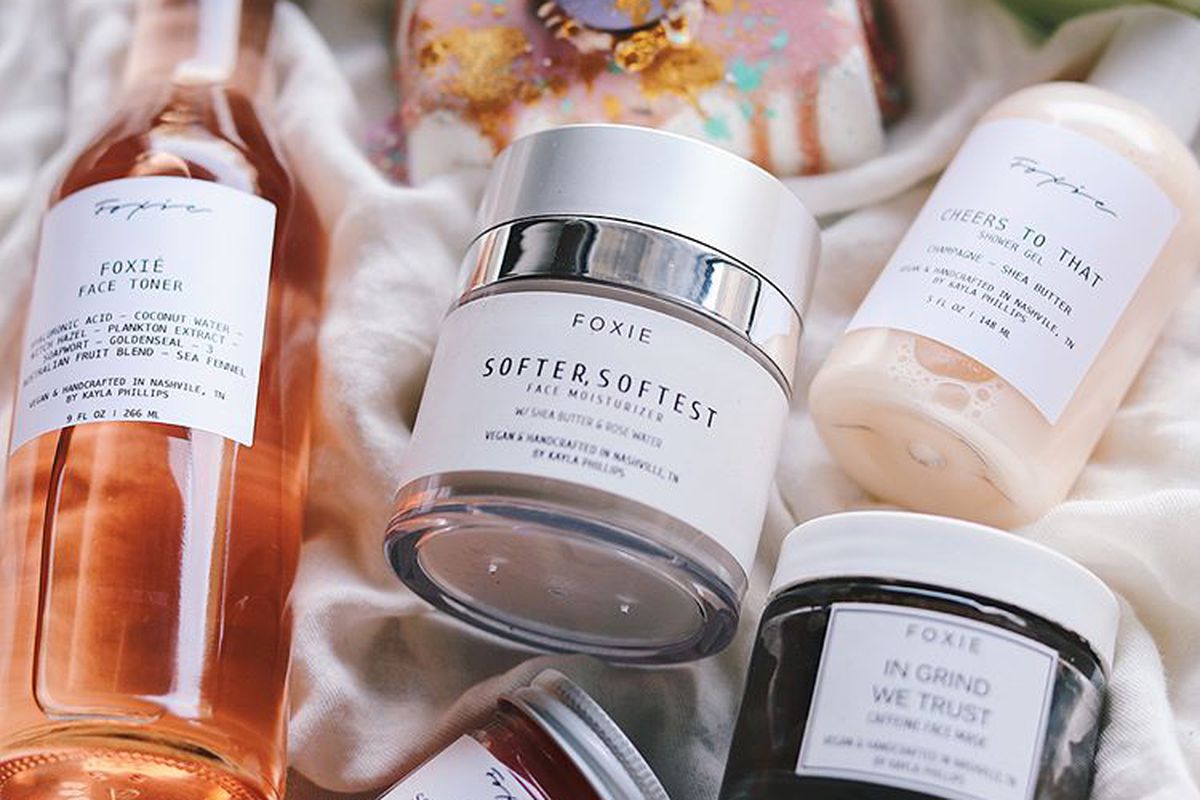 Foxie
FOXIÉ
FACE TONER
HYALURONIC ACID – COCONUT WATER –
WITCH HAZEL – PLANKTON EXTRACT –
SOAPWORT – GOLDENSEAL – 3
AUSTRALIAN FRUIT BLEND – SEA FENNEL
VEGAN & HANDCRAFTED IN NASHVILE, TN
BY KAYLA PHILLIPS
9 FL OZ | 266 ML
FOXIE
SOFTER, SOFTEST
FACE MOISTURIZER
W/ SHEA BUTTER & ROSE WATER
VEGAN & HANDCRAFTED IN NASHVILLE, TN
BY KAYLA PHILLIPS
Foxie
CHEERS TO THAT
SHOWER GEL
CHAMPAGNE – SHEA BUTTER
VEGAN & HANDCRAFTED IN NASHVILLE, TN
BY KAYLA PHILLIPS
5 FL OZ | 148 ML
FOXIE
IN GRIND
WE TRUST
CAFFEINE FACE MASK
VEGAN & HANDCRAFTED IN NASHVILLE, TN
BY KAYLA PHILLIPS